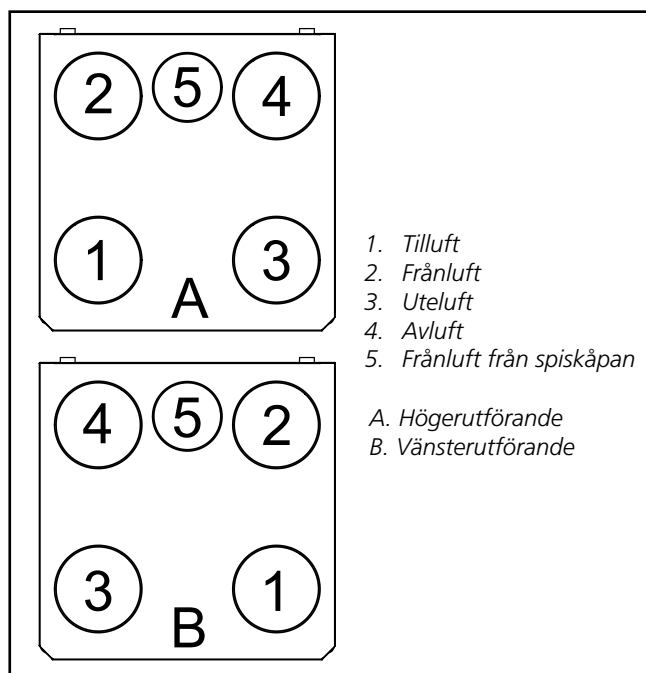 2 5 4
1 3
A
1. Tilluft
2. Frånluft
3. Uteluft
4. Avluft
5. Frånluft från spiskåpan
A. Högerutförande
B. Vänsterutförande
4 5 2
3 1
B